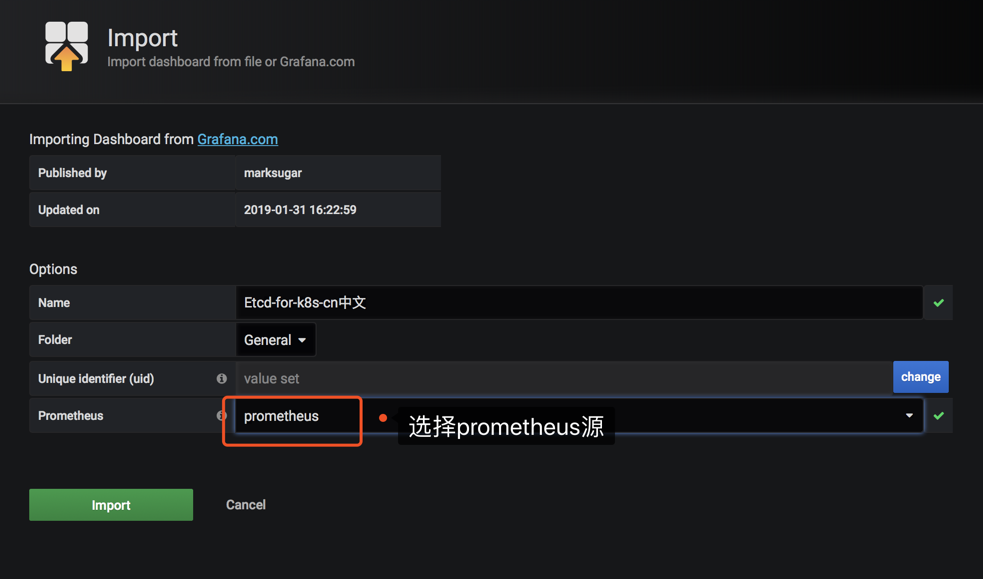 Import
Import dashboard from file or Grafana.com
Importing Dashboard from Grafana.com
Published by marksugar
Updated on 2019-01-31 16:22:59
Options
Name Etcd-for-k8s-cn中文
Folder General
Unique identifier (uid) value set change
Prometheus prometheus 选择prometheus源
Import Cancel